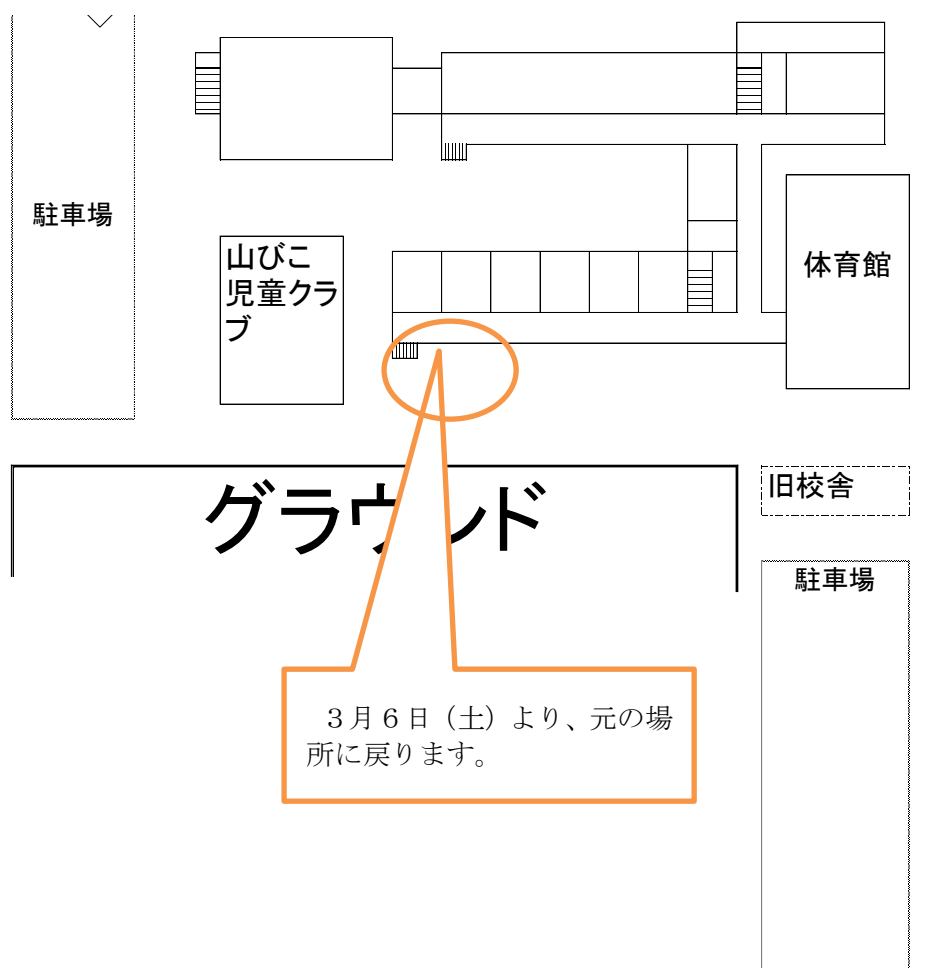 駐車場
山びこ
児童クラ
ブ
体育館
グラウンド
旧校舎
駐車場
３月６日（土）より、元の場
所に戻ります。